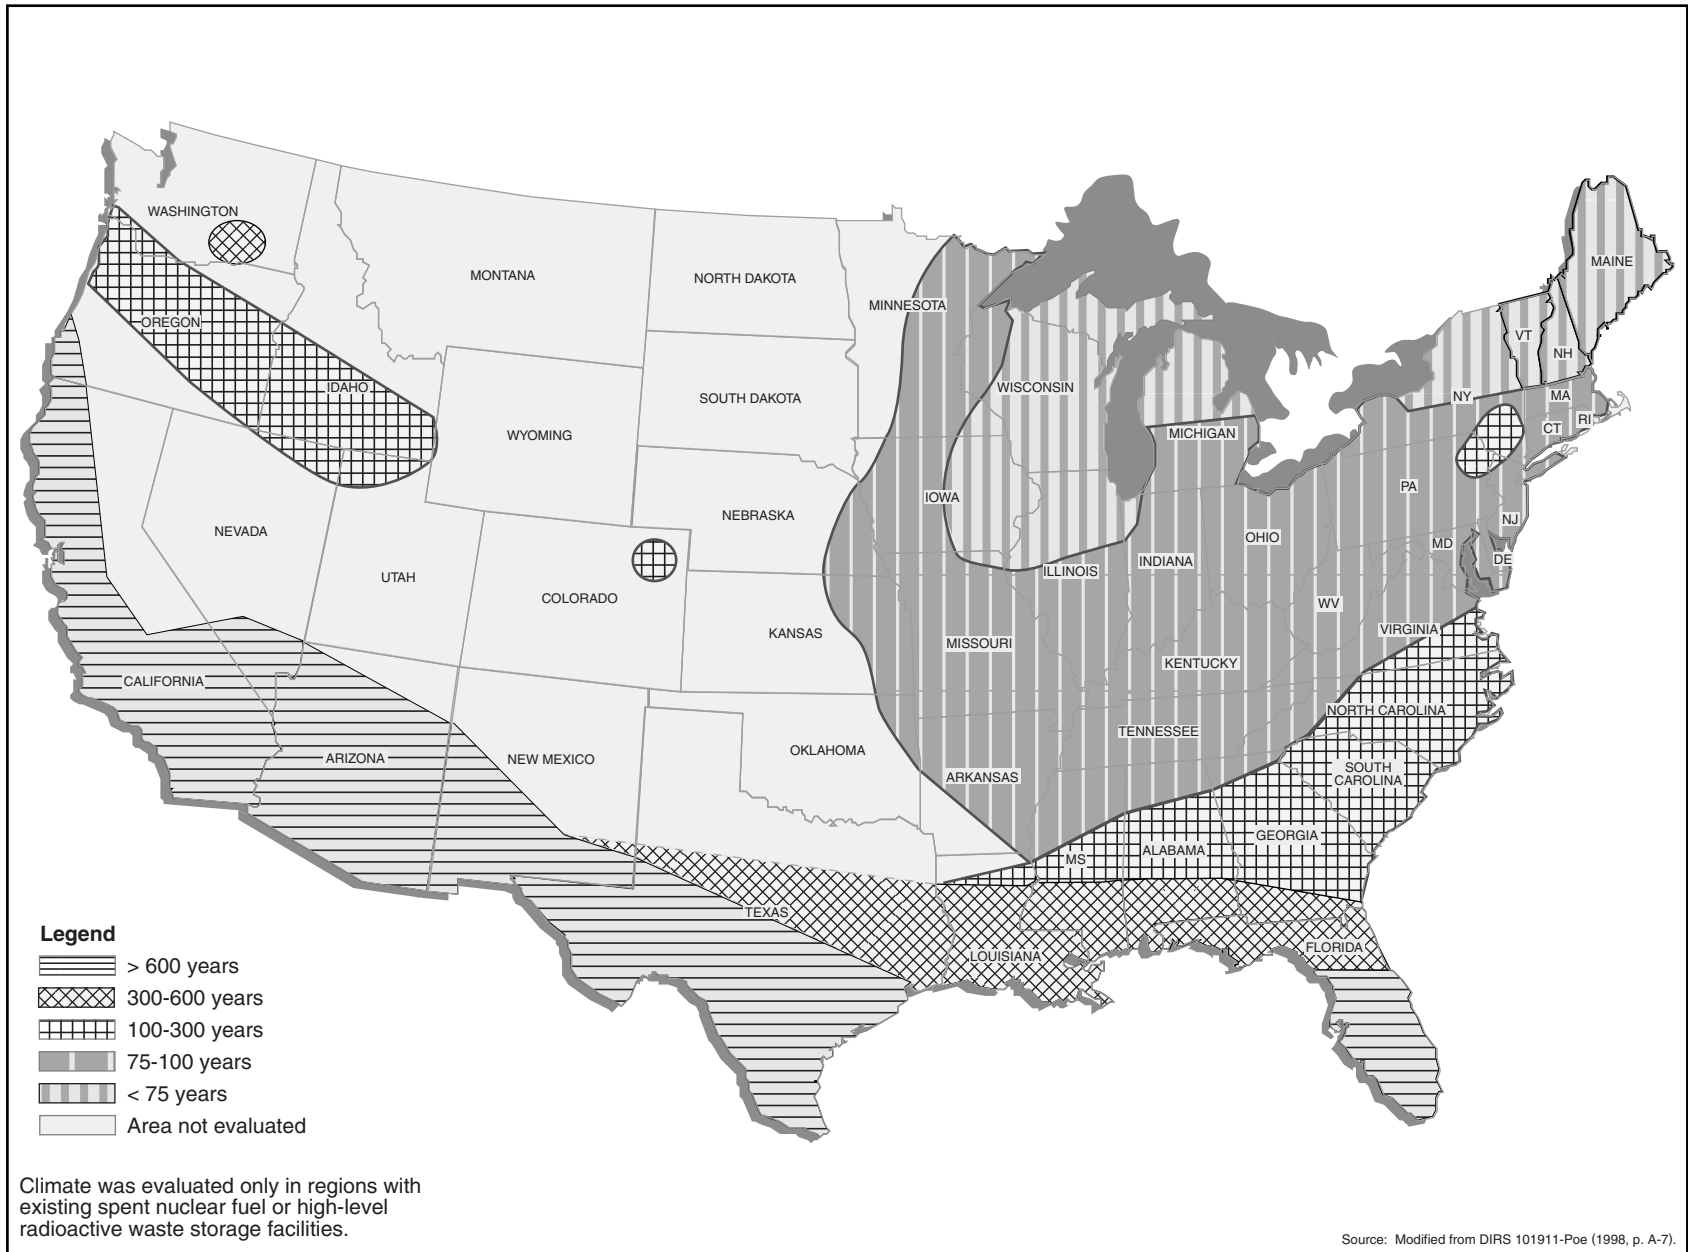 WASHINGTON
MONTANA
NORTH DAKOTA
MINNESOTA
MAINE
OREGON
VT
NH
IDAHO
WISCONSIN
SOUTH DAKOTA
NY
MA
RI
CT
WYOMING
MICHIGAN
PA
IOWA
NEBRASKA
NJ
NEVADA
OHIO
MD
DE
INDIANA
ILLINOIS
UTAH
COLORADO
WV
KANSAS
VIRGINIA
MISSOURI
KENTUCKY
CALIFORNIA
NORTH CAROLINA
TENNESSEE
ARIZONA
NEW MEXICO
OKLAHOMA
ARKANSAS
SOUTH
CAROLINA
GEORGIA
ALABAMA
MS
TEXAS
LOUISIANA
FLORIDA
Legend
> 600 years
300-600 years
100-300 years
75-100 years
< 75 years
Area not evaluated
Climate was evaluated only in regions with
existing spent nuclear fuel or high-level
radioactive waste storage facilities.
Source: Modified from DIRS 101911-Poe (1998, p. A-7).